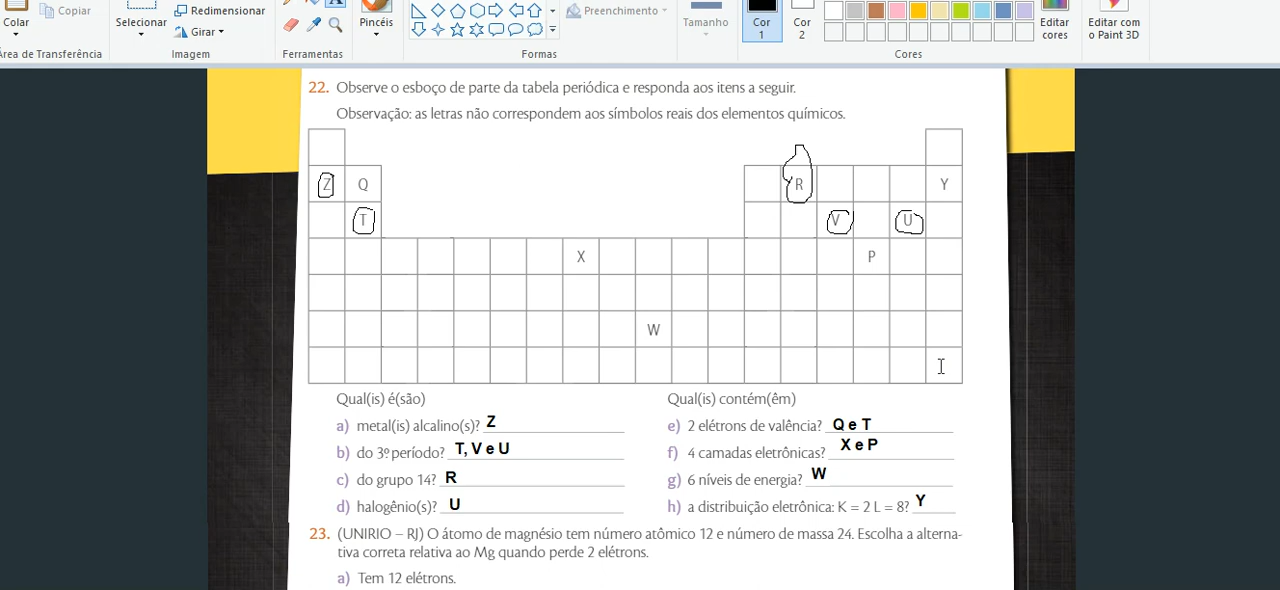 Colar
Copiar
Área de Transferência
Selecionar
Redimensionar
Girar
Imagem
Ferramentas
A
Pincéis
Preenchimento
Formas
Tamanho
Cor
1
Cor
2
Cores
Editar
cores
Editar com
o Paint 3D
22. Observe o esboço de parte da tabela periódica e responda aos itens a seguir.
Observação: as letras não correspondem aos símbolos reais dos elementos químicos.
Z Q R Y
T V U
X P
W
Qual(is) é(são)
a) metal(is) alcalino(s)? Z
b) do 3º período? T, V e U
c) do grupo 14? R
d) halogênio(s)? U
Qual(is) contém(êm)
e) 2 elétrons de valência? Q e T
f) 4 camadas eletrônicas? X e P
g) 6 níveis de energia? W
h) a distribuição eletrônica: K = 2 L = 8? Y
23. (UNIRIO – RJ) O átomo de magnésio tem número atômico 12 e número de massa 24. Escolha a alterna-
tiva correta relativa ao Mg quando perde 2 elétrons.
a) Tem 12 elétrons.